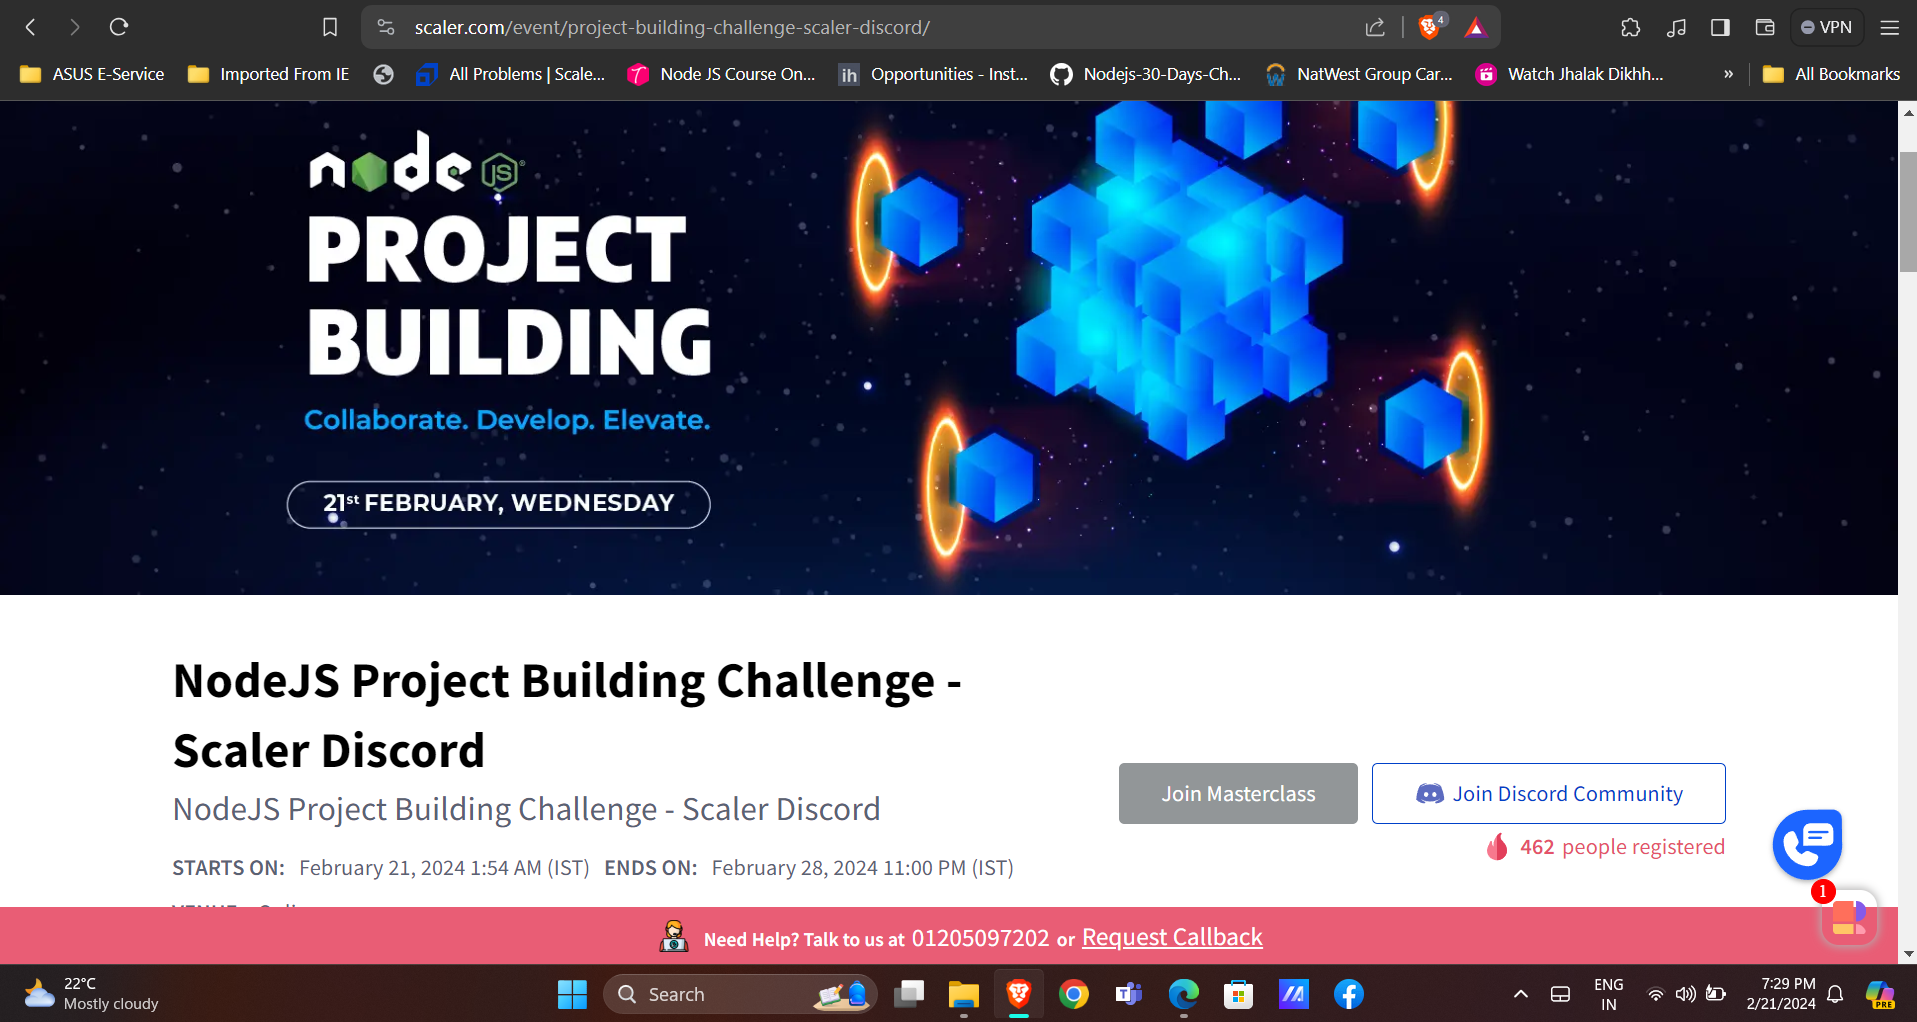 scaler.com/event/project-building-challenge-scaler-discord/
4
VPN
ASUS E-Service
Imported From IE
All Problems | Scale...
Node JS Course On...
ih
Opportunities - Inst...
Nodejs-30-Days-Ch...
NatWest Group Car...
Watch Jhalak Dikhh...
»
All Bookmarks
node JS®
PROJECT
BUILDING
Collaborate. Develop. Elevate.
21st FEBRUARY, WEDNESDAY
NodeJS Project Building Challenge -
Scaler Discord
NodeJS Project Building Challenge - Scaler Discord
Join Masterclass
Join Discord Community
462 people registered
STARTS ON: February 21, 2024 1:54 AM (IST) ENDS ON: February 28, 2024 11:00 PM (IST)
1
Need Help? Talk to us at 01205097202 or Request Callback
22°C
Mostly cloudy
Search
ENG
IN
7:29 PM
2/21/2024
PRE